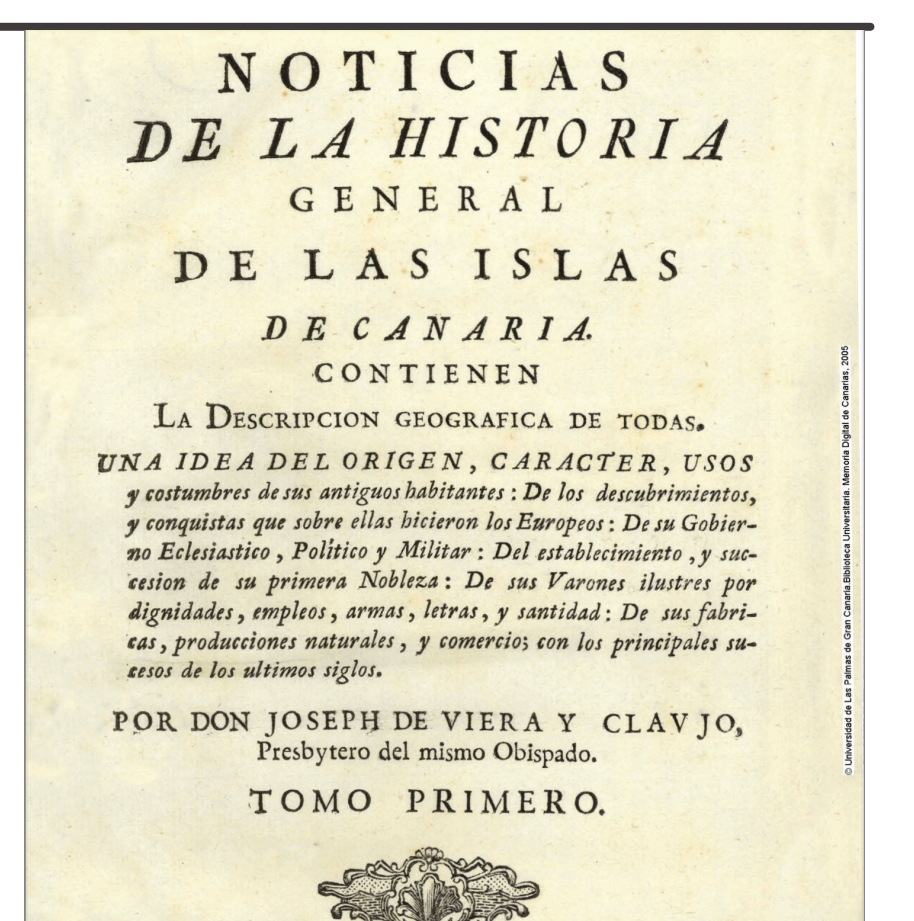 NOTICIAS
DE LA HISTORIA
GENERAL
DE LAS ISLAS
DE CANARIA.
CONTIENEN
LA DESCRIPCION GEOGRAFICA DE TODAS.
UNA IDEA DEL ORIGEN, CARACTER, USOS
y costumbres de sus antiguos habitantes : De los descubrimientos,
y conquistas que sobre ellas hicieron los Europeos : De su Gobier-
no Eclesiastico , Político y Militar : Del establecimiento , y suc-
cesion de su primera Nobleza : De sus Varones ilustres por
dignidades, empleos, armas, letras, y santidad : De sus fabri-
cas, producciones naturales, y comercio; con los principales su-
cesos de los ultimos siglos.
POR DON JOSEPH DE VIERA Y CLAVIJO,
Presbytero del mismo Obispado.
TOMO PRIMERO.
© Universidad de Las Palmas de Gran Canaria.Biblioteca Universitaria. Memoria Digital de Canarias, 2005